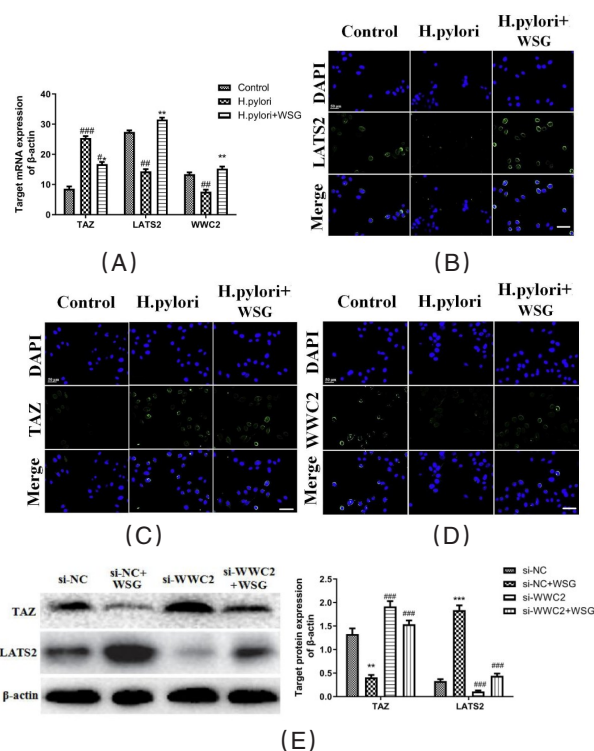 Control
H.pylori
H.pylori+WSG
Target mRNA expression
of β-actin
40
30
20
10
0
###
#
*
##
**
##
**
TAZ
LATS2
WWC2
(A)
Control
H.pylori
H.pylori+
WSG
DAPI
LATS2
Merge
(B)
Control
H.pylori
H.pylori+
WSG
DAPI
TAZ
Merge
(C)
Control
H.pylori
H.pylori+
WSG
DAPI
WWC2
Merge
(D)
si-NC
si-NC+
WSG
si-WWC2
si-WWC2
+WSG
TAZ
LATS2
β-actin
si-NC
si-NC+WSG
si-WWC2
si-WWC2+WSG
Target protein expression
of β-actin
2.5
2.0
1.5
1.0
0.5
0.0
**
###
###
***
###
###
TAZ
LATS2
(E)